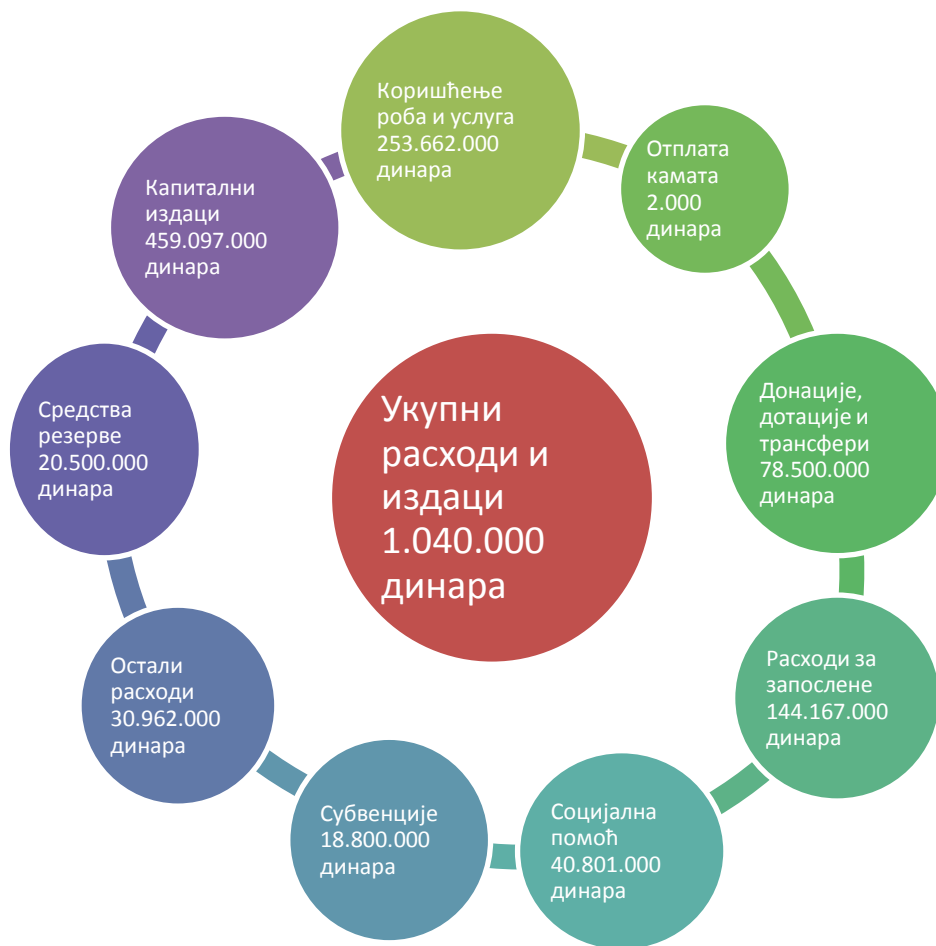 Коришћење
роба и услуга
253.662.000
динара
Отплата
камата
2.000
динара
Донације,
дотације и
трансфери
78.500.000
динара
Расходи за
запослене
144.167.000
динара
Социјална
помоћ
40.801.000
динара
Субвенције
18.800.000
динара
Остали
расходи
30.962.000
динара
Средства
резерве
20.500.000
динара
Капитални
издаци
459.097.000
динара
Укупни
расходи и
издаци
1.040.000
динара